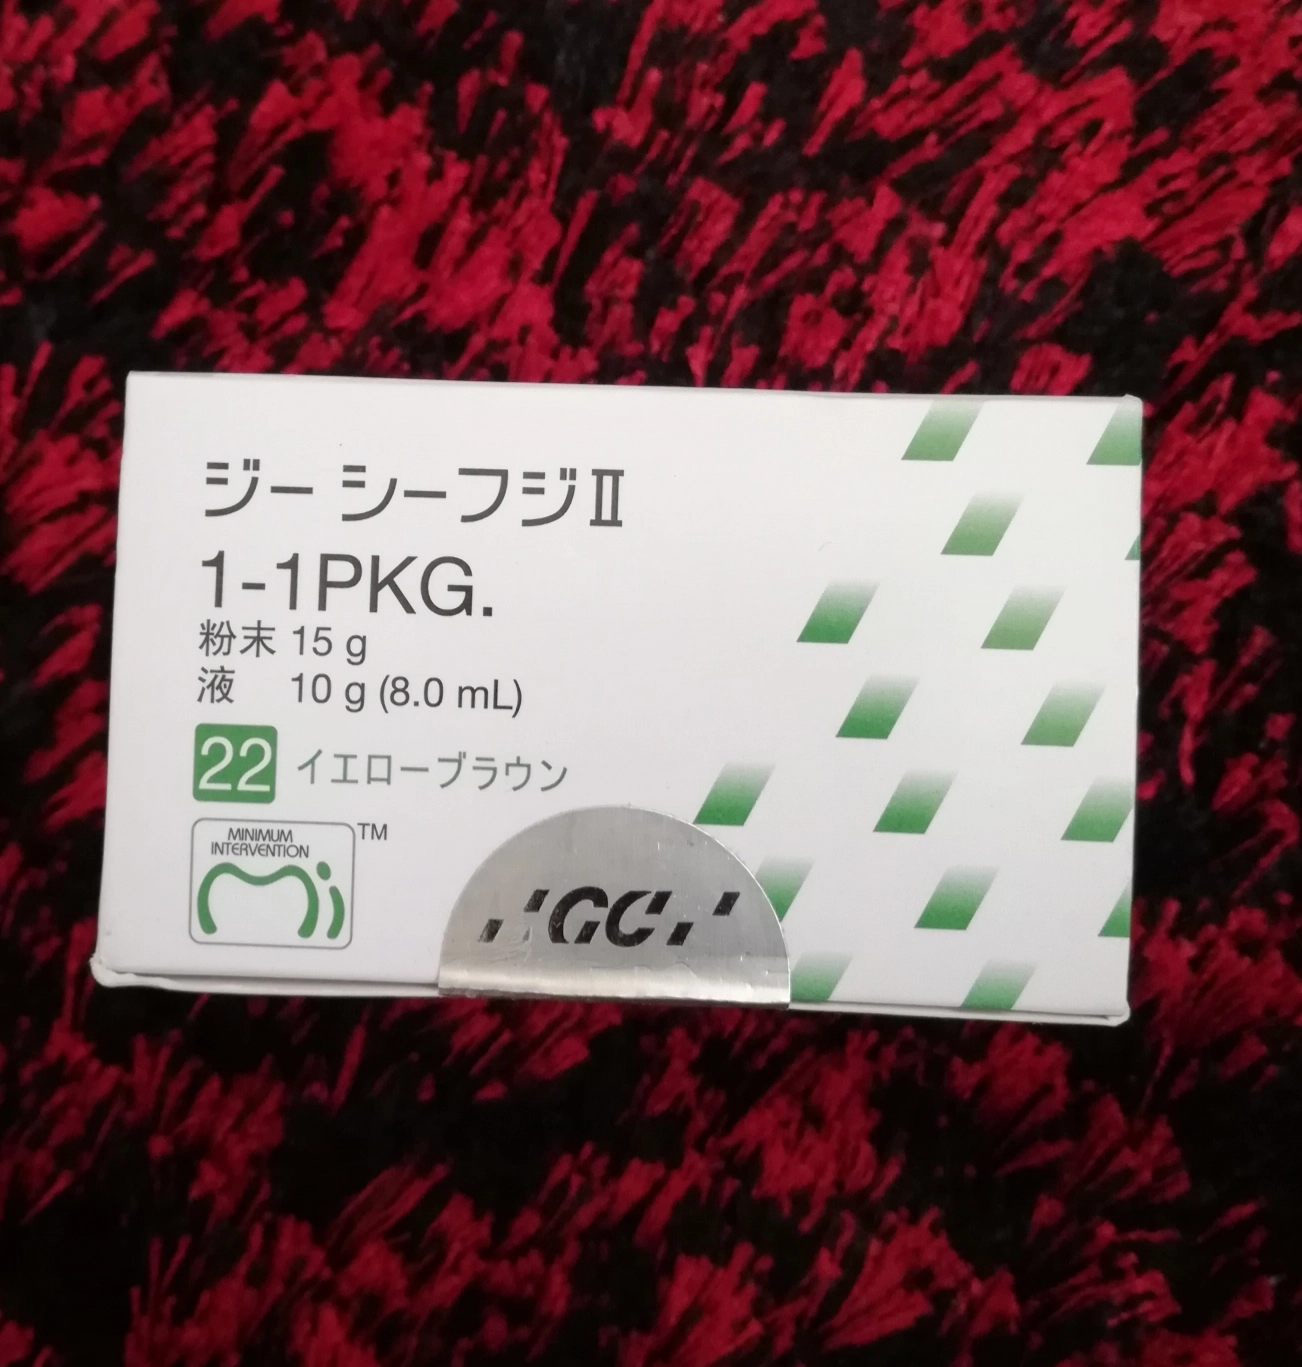 ジーシーフジⅡ
1-1PKG.
粉末 15 g
液 10 g (8.0 mL)
22 イエローブラウン
MINIMUM
INTERVENTION
TM
GC